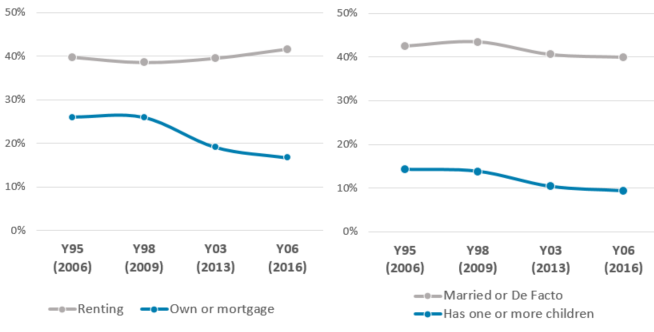 50%
40%
30%
20%
10%
0%
Y95 Y98 Y03 Y06
(2006) (2009) (2013) (2016)
Renting Own or mortgage
50%
40%
30%
20%
10%
0%
Y95 Y98 Y03 Y06
(2006) (2009) (2013) (2016)
Married or De Facto
Has one or more children